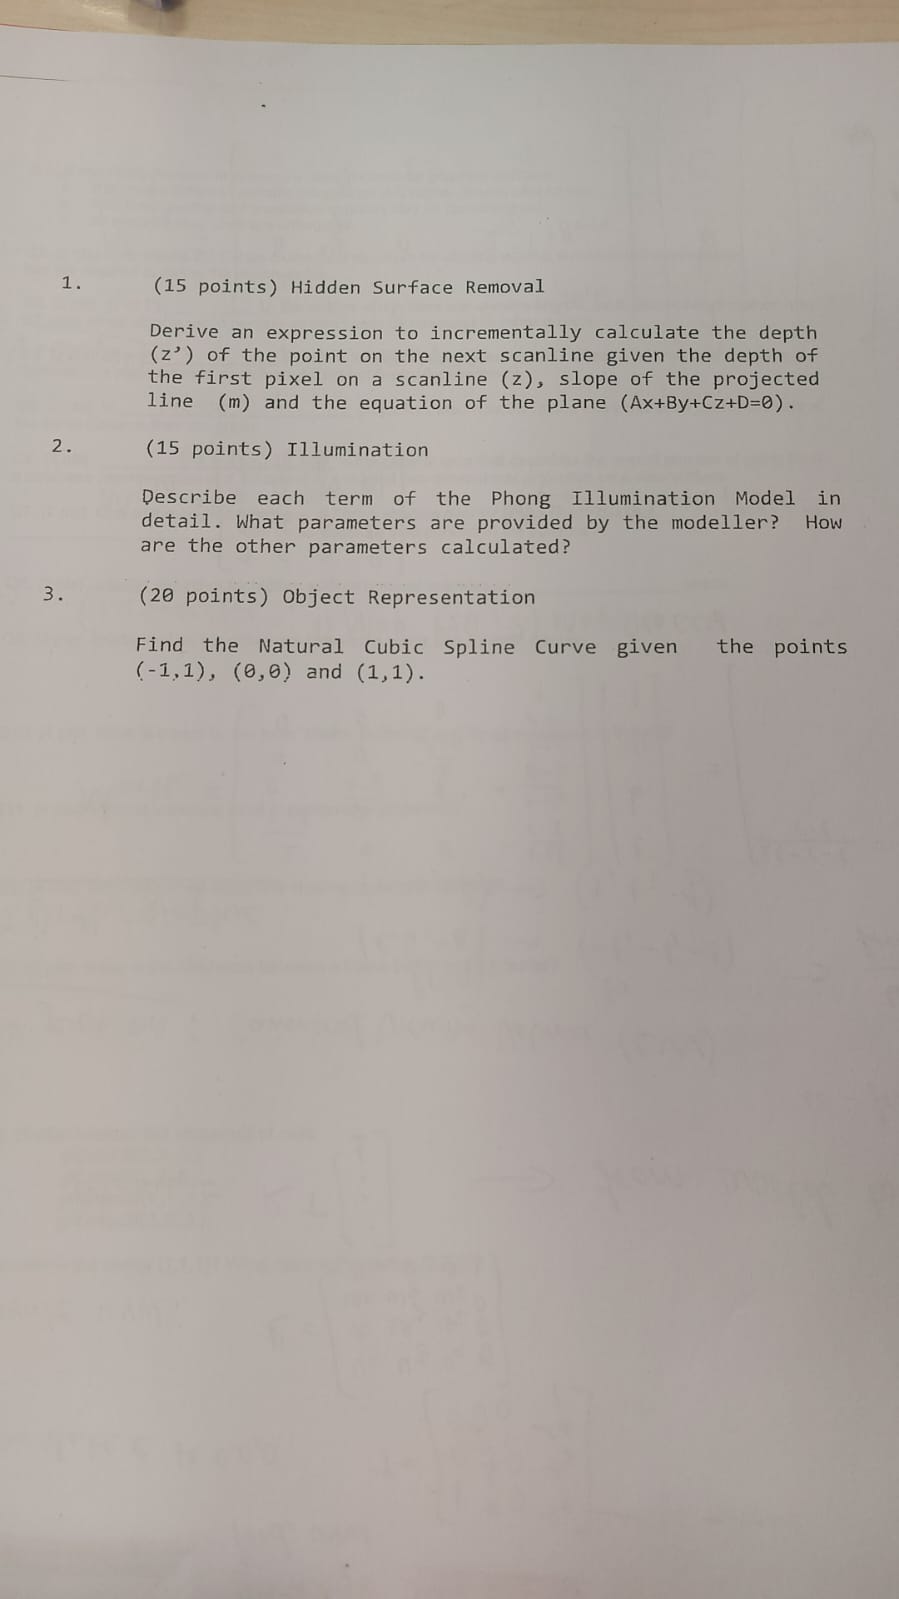 1. (15 points) Hidden Surface Removal
Derive an expression to incrementally calculate the depth
(z’) of the point on the next scanline given the depth of
the first pixel on a scanline (z), slope of the projected
line (m) and the equation of the plane (Ax+By+Cz+D=0).
2. (15 points) Illumination
Describe each term of the Phong Illumination Model in
detail. What parameters are provided by the modeller? How
are the other parameters calculated?
3. (20 points) Object Representation
Find the Natural Cubic Spline Curve given the points
(-1,1), (0,0) and (1,1).